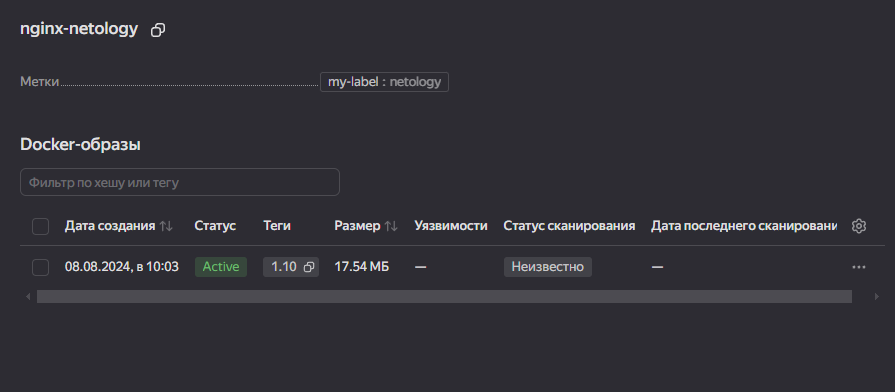 nginx-netology
Метки my-label : netology
Docker-образы
Фильтр по хешу или тегу
Дата создания Статус Теги Размер Уязвимости Статус сканирования Дата последнего сканировани
08.08.2024, в 10:03 Active 1.10 17.54 МБ — Неизвестно —